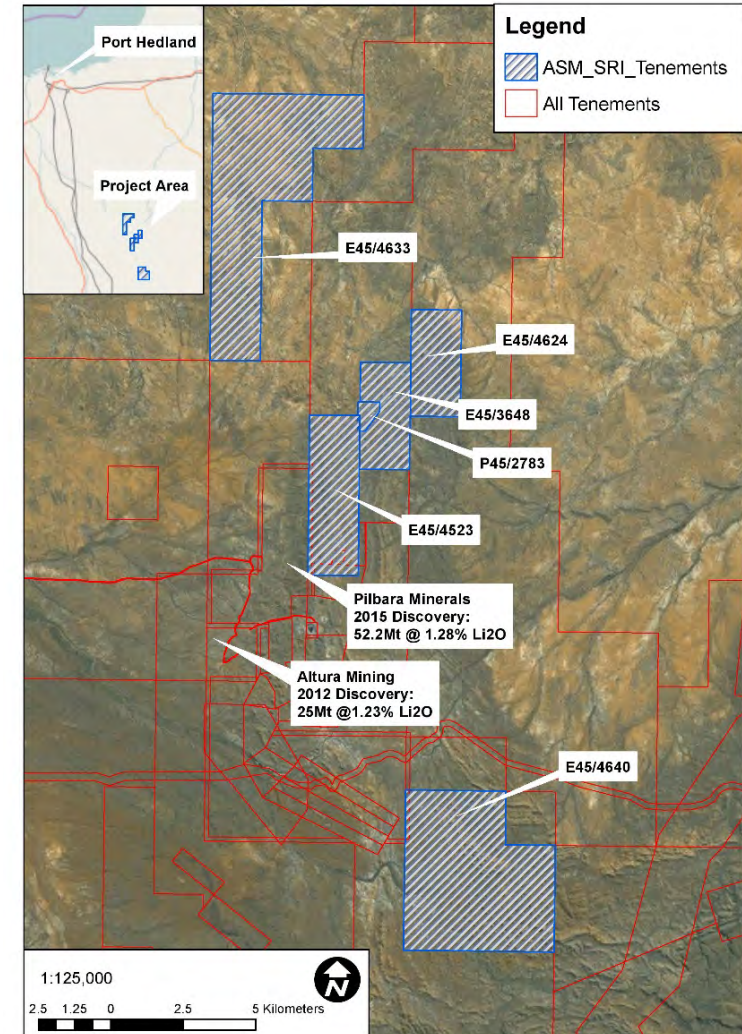 Port Hedland
Project Area
Legend
ASM_SRI_Tenements
All Tenements
E45/4633
E45/4624
E45/3648
P45/2783
E45/4523
Pilbara Minerals
2015 Discovery:
52.2Mt @ 1.28% Li2O
Altura Mining
2012 Discovery:
25Mt @1.23% Li2O
E45/4640
1:125,000
N
2.5 1.25 0 2.5 5 Kilometers